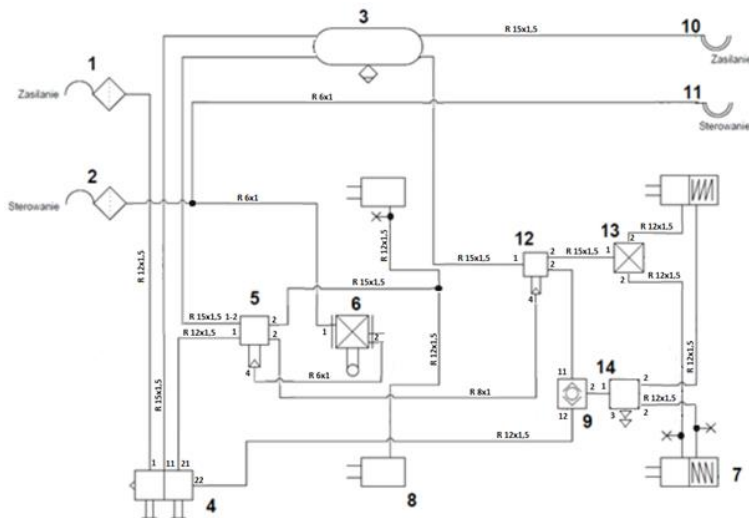 3
R 15x1,5
10
Zasilanie
1
Zasilanie
R 6x1
11
Sterowanie
2
Sterowanie
R 6x1
R 12x1,5
12
2
1
2
R 15x1,5
R 15x1,5
1
13
2
2
R 12x1,5
R 12x1,5
4
R 12x1,5
R 15x1,5
R 15x1,5
5
R 15x1,5 1-2
2
R 12x1,5 1
2
4
6
1
2
R 6x1
R 12x1,5
R 8x1
11
12
9
2
1
14
2
R 12x1,5
R 12x1,5
2
3
R 12x1,5
1
11
21
22
4
8
7